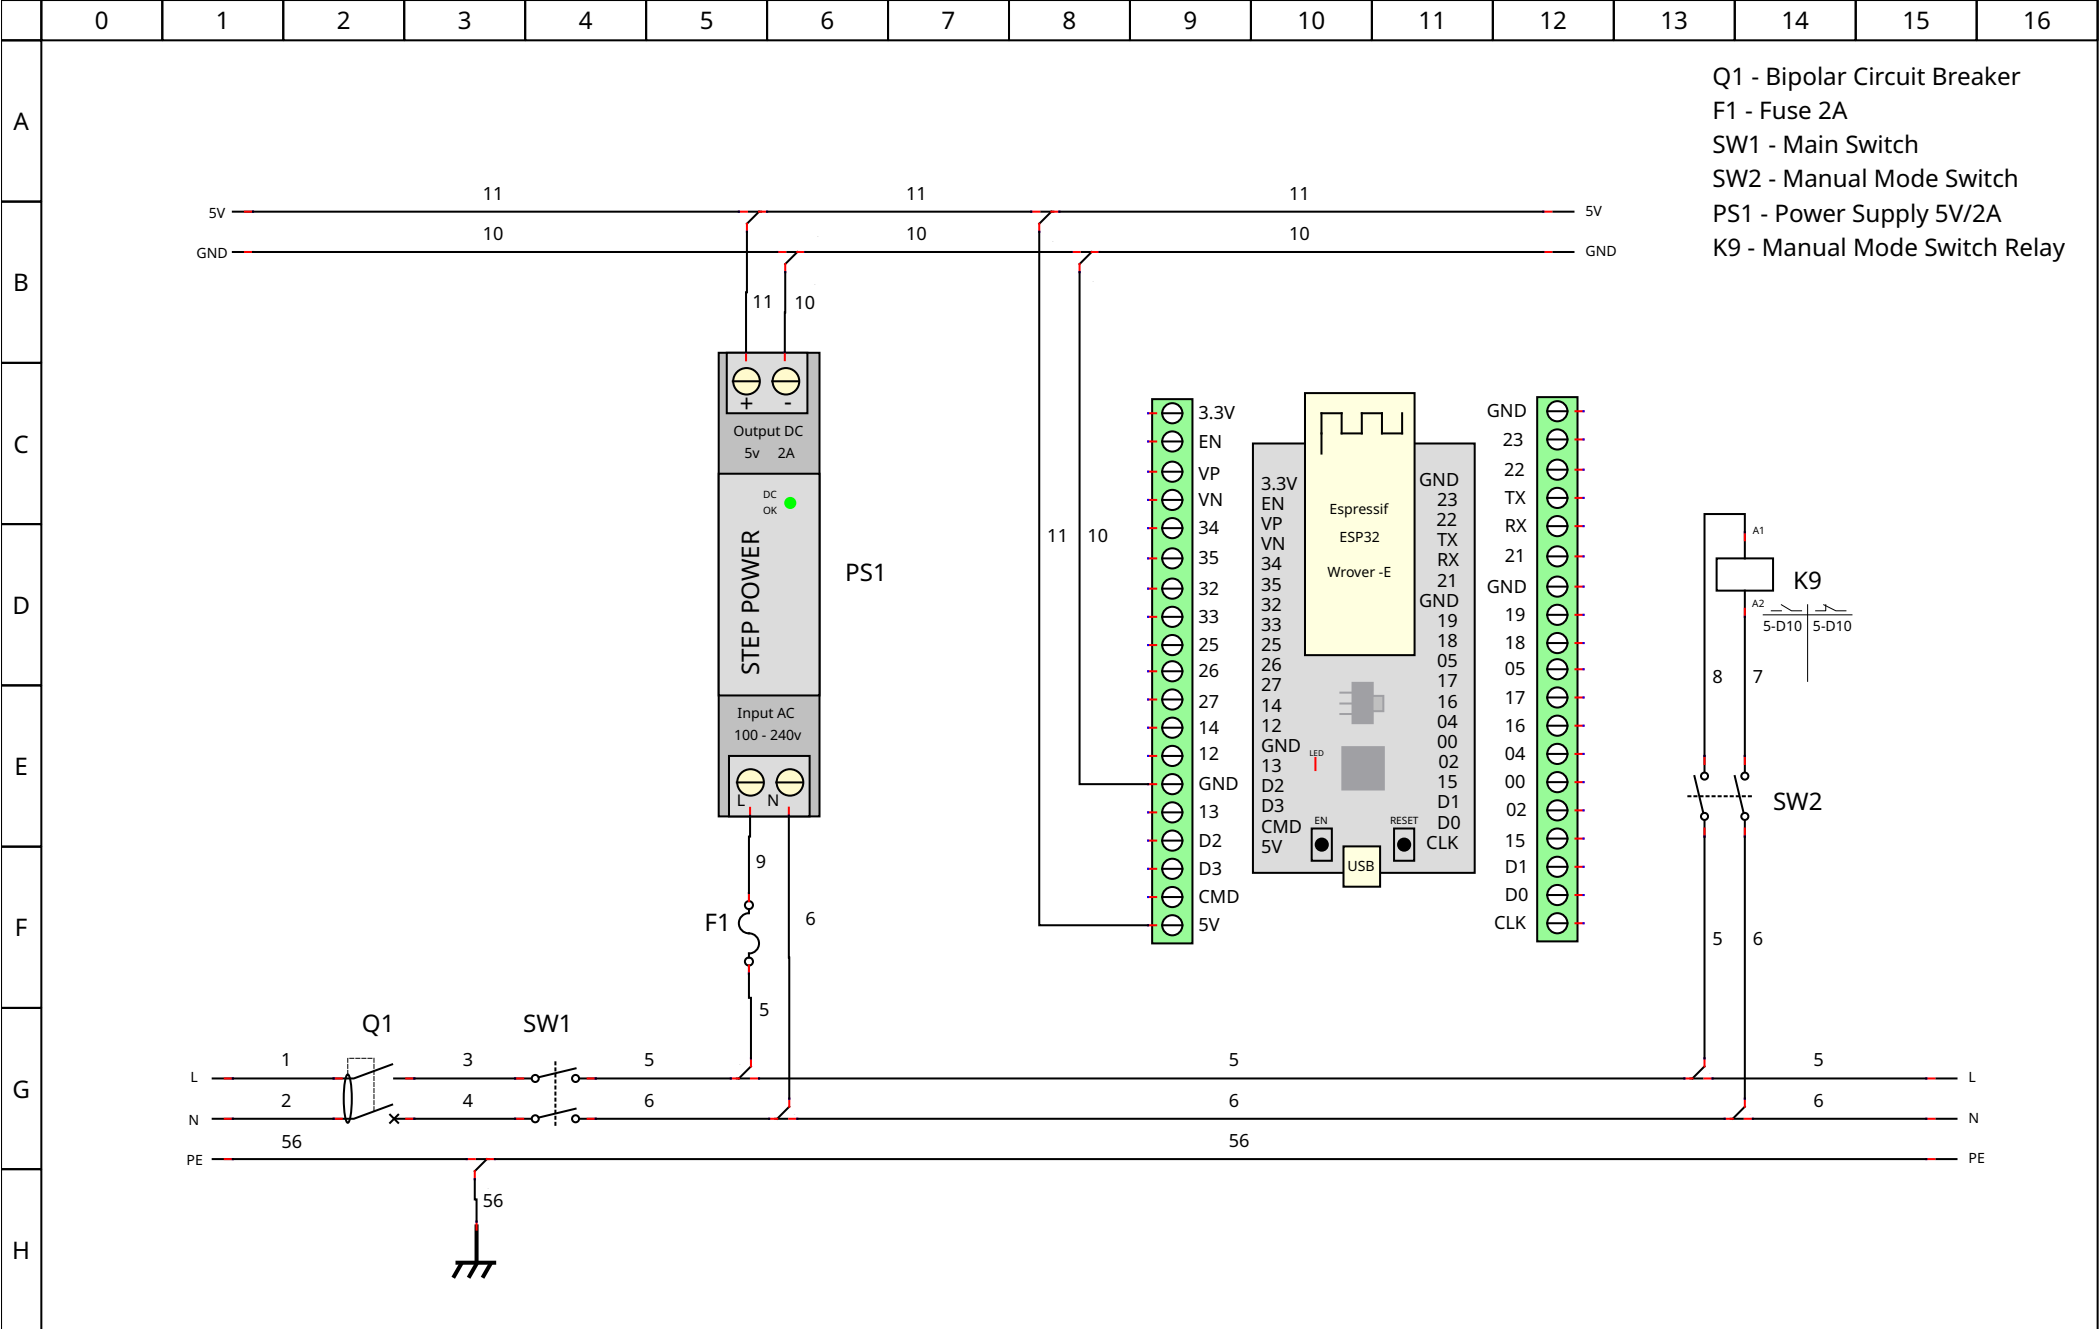 0 1 2 3 4 5 6 7 8 9 10 11 12 13 14 15 16
A
B
C
D
E
F
G
H
Q1 - Bipolar Circuit Breaker
F1 - Fuse 2A
SW1 - Main Switch
SW2 - Manual Mode Switch
PS1 - Power Supply 5V/2A
K9 - Manual Mode Switch Relay
11 11 11
5V 5V
10 10 10
GND GND
11 10
+ -
Output DC
5v 2A
DC
OK
STEP POWER
PS1
Input AC
100 - 240v
L N
9
F1
6
5
11 10
3.3V
EN
VP
VN
34
35
32
33
25
26
27
14
12
GND
13
D2
D3
CMD
5V
3.3V
EN
VP
VN
34
35
32
33
25
26
27
14
12
GND
13
D2
D3
CMD
5V
Espressif
ESP32
Wrover -E
LED
EN
RESET
USB
GND
23
22
TX
RX
21
GND
19
18
05
17
16
04
00
02
15
D1
D0
CLK
GND
23
22
TX
RX
21
GND
19
18
05
17
16
04
00
02
15
D1
D0
CLK
A1
K9
A2
5-D10 5-D10
8 7
SW2
5 6
Q1 SW1
1 3 5 5 5
L L
2 4 6 6 6
N N
56 56
PE PE
56